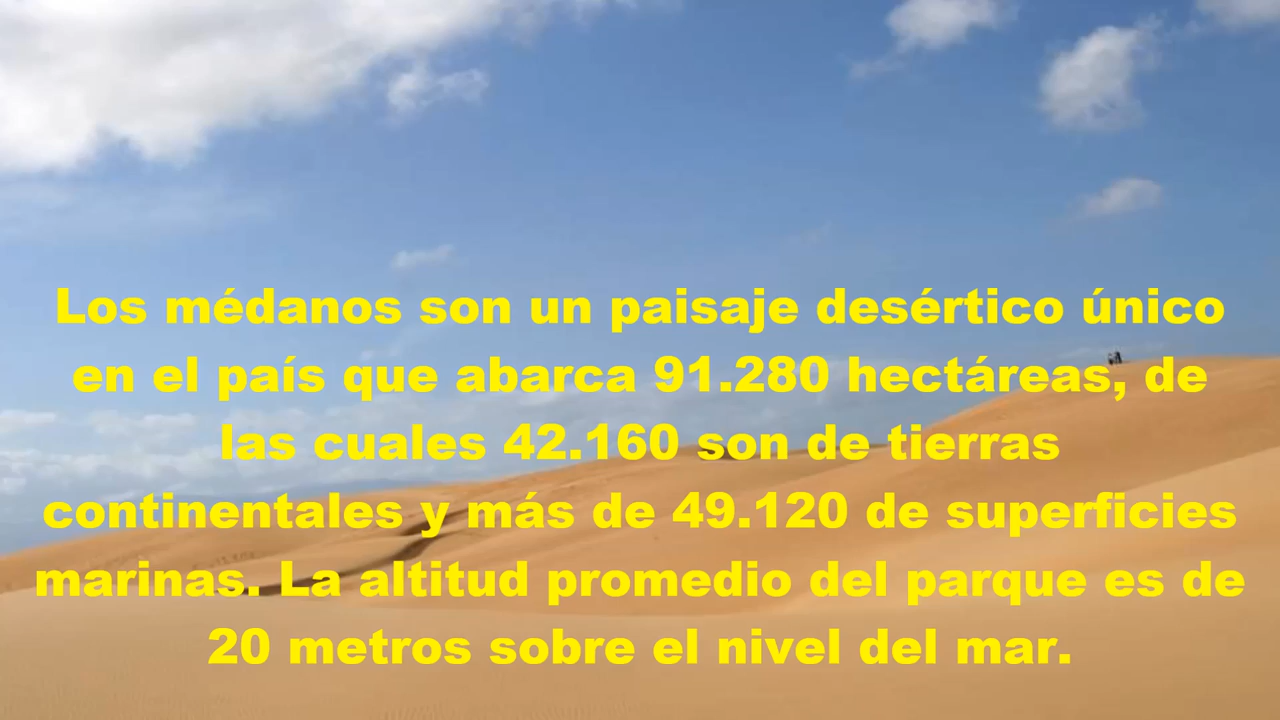 Los médanos son un paisaje desértico único
en el país que abarca 91.280 hectáreas, de
las cuales 42.160 son de tierras
continentales y más de 49.120 de superficies
marinas. La altitud promedio del parque es de
20 metros sobre el nivel del mar.